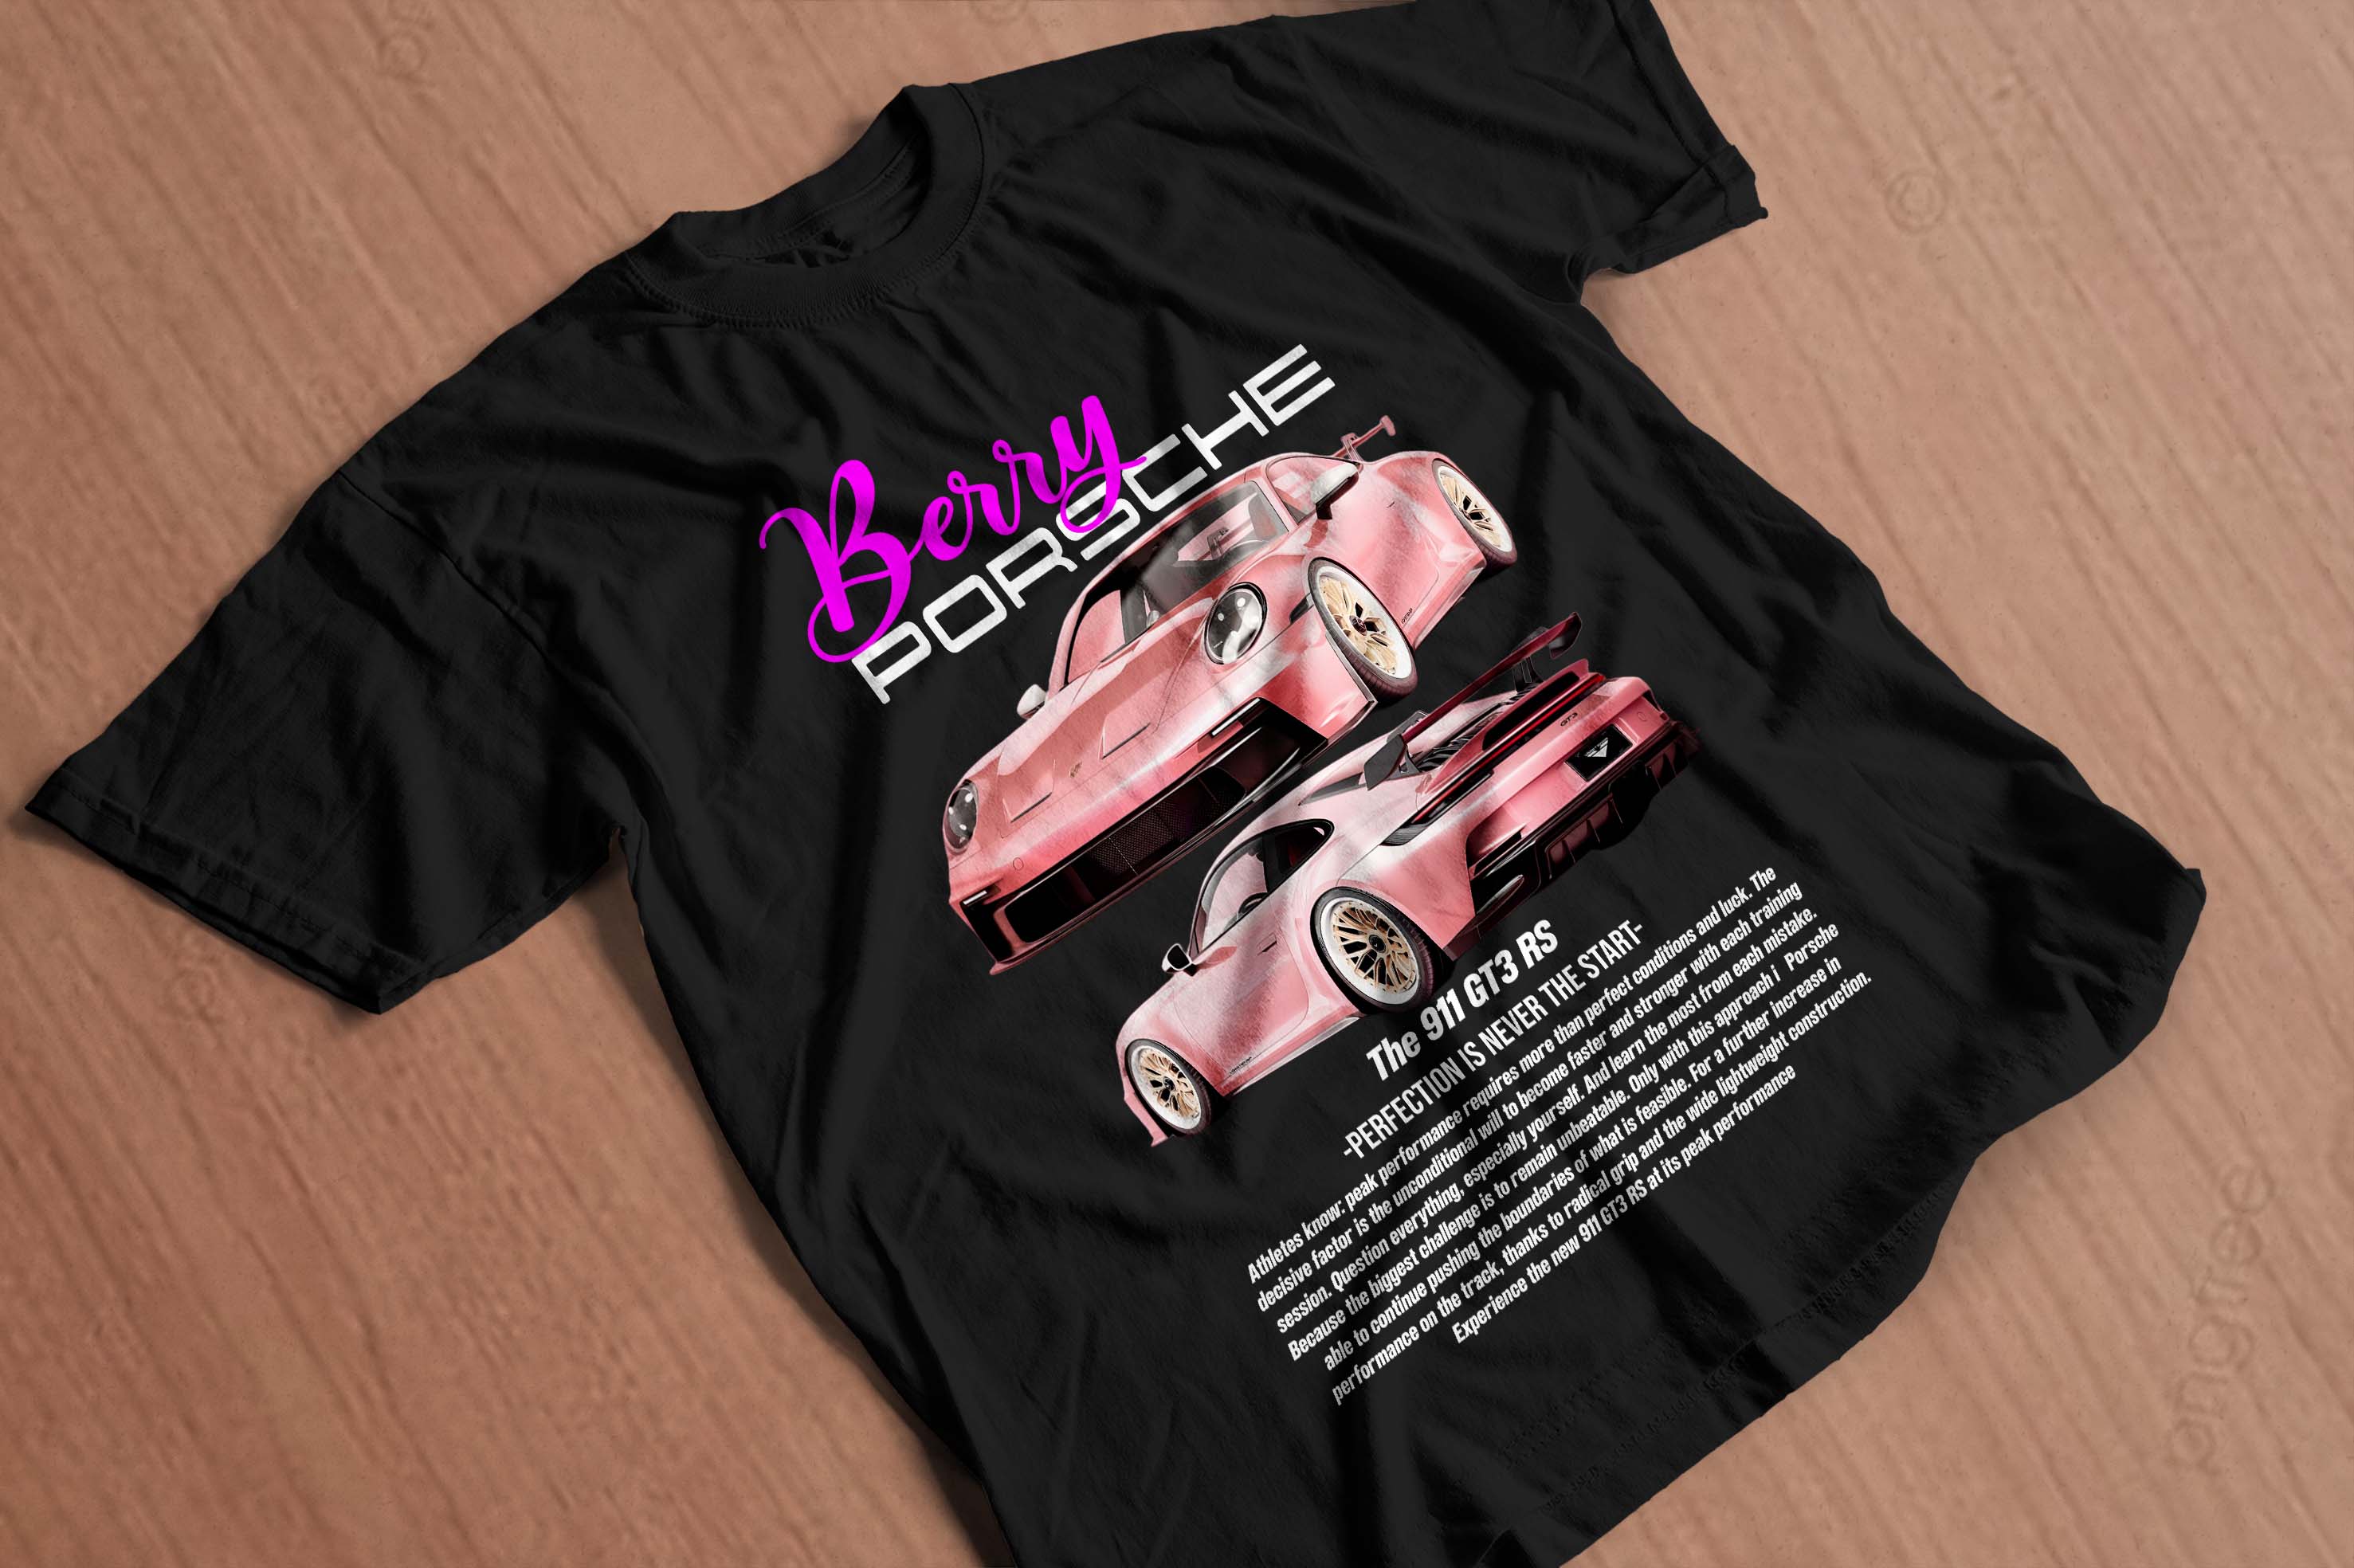 Berry
PORSCHE
GT3
The 911 GT3 RS
-PERFECTION IS NEVER THE START-
Athletes know: peak performance requires more than perfect conditions and luck. The
decisive factor is the unconditional will to become faster and stronger with each training
session. Question everything, especially yourself. And learn the most from each mistake.
Because the biggest challenge is to remain unbeatable. Only with this approach i Porsche
able to continue pushing the boundaries of what is feasible. For a further increase in
performance on the track, thanks to radical grip and the wide lightweight construction.
Experience the new 911 GT3 RS at its peak performance
pngtree